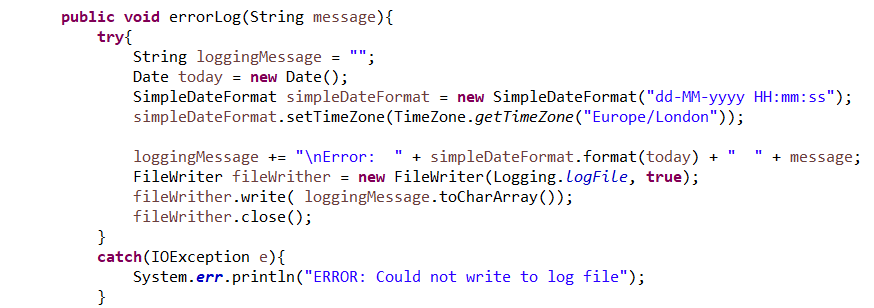 public void errorLog(String message){
try{
String loggingMessage = "";
Date today = new Date();
SimpleDateFormat simpleDateFormat = new SimpleDateFormat("dd-MM-yyyy HH:mm:ss");
simpleDateFormat.setTimeZone(TimeZone.getTimeZone("Europe/London"));
loggingMessage += "\nError:  " + simpleDateFormat.format(today) + "  " + message;
FileWriter fileWrither = new FileWriter(Logging.logFile, true);
fileWrither.write( loggingMessage.toCharArray());
fileWrither.close();
}
catch(IOException e){
System.err.println("ERROR: Could not write to log file");
}